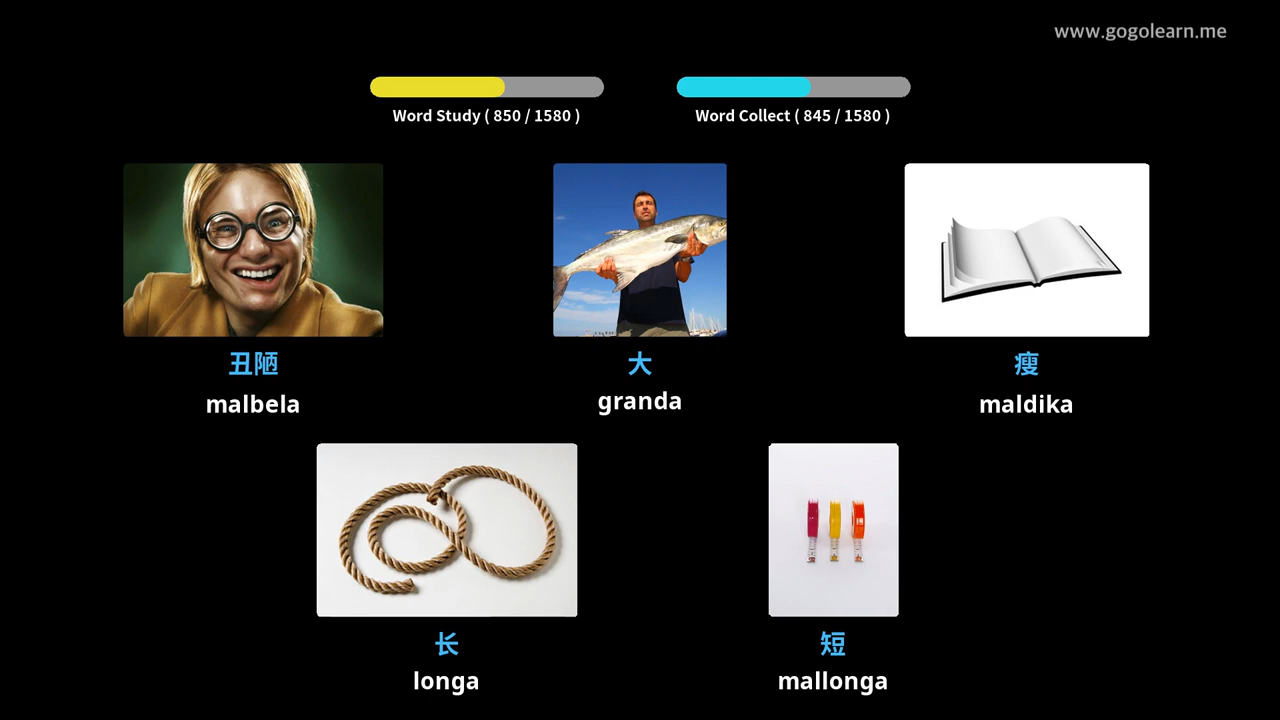 www.gogolearn.me
Word Study ( 850 / 1580 )
Word Collect ( 845 / 1580 )
丑陋
大
瘦
malbela
granda
maldika
长
短
longa
mallonga